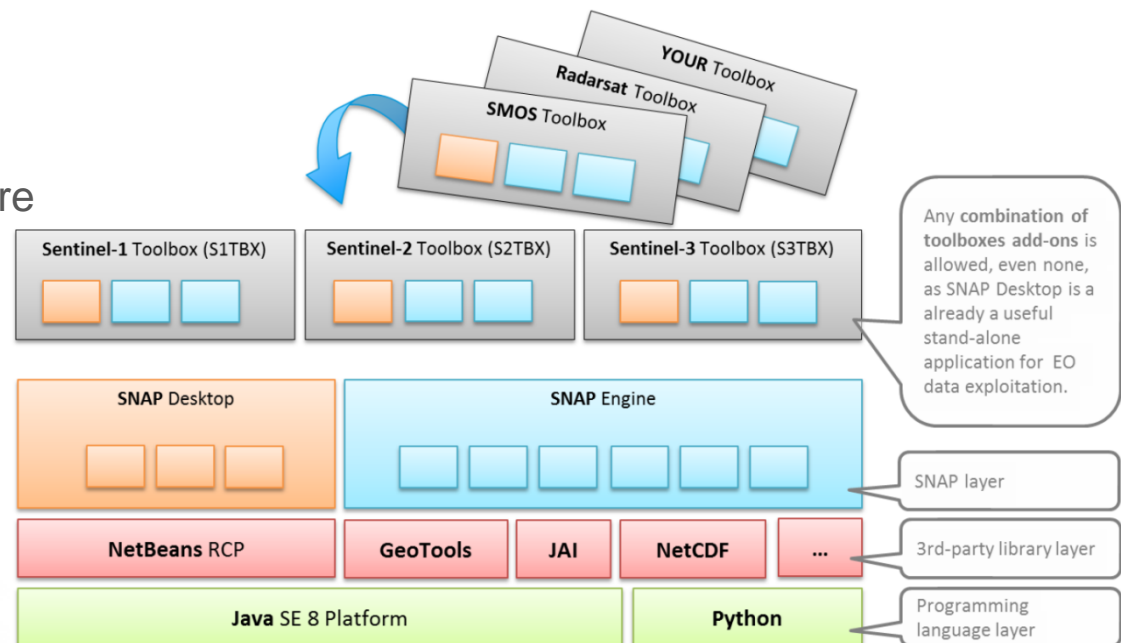 YOUR Toolbox
Radarsat Toolbox
SMOS Toolbox
re
Sentinel-1 Toolbox (S1TBX)
Sentinel-2 Toolbox (S2TBX)
Sentinel-3 Toolbox (S3TBX)
Any combination of
toolboxes add-ons is
allowed, even none,
as SNAP Desktop is a
already a useful
stand-alone
application for EO
data exploitation.
SNAP Desktop
SNAP Engine
SNAP layer
NetBeans RCP
GeoTools
JAI
NetCDF
...
3rd-party library layer
Java SE 8 Platform
Python
Programming
language layer